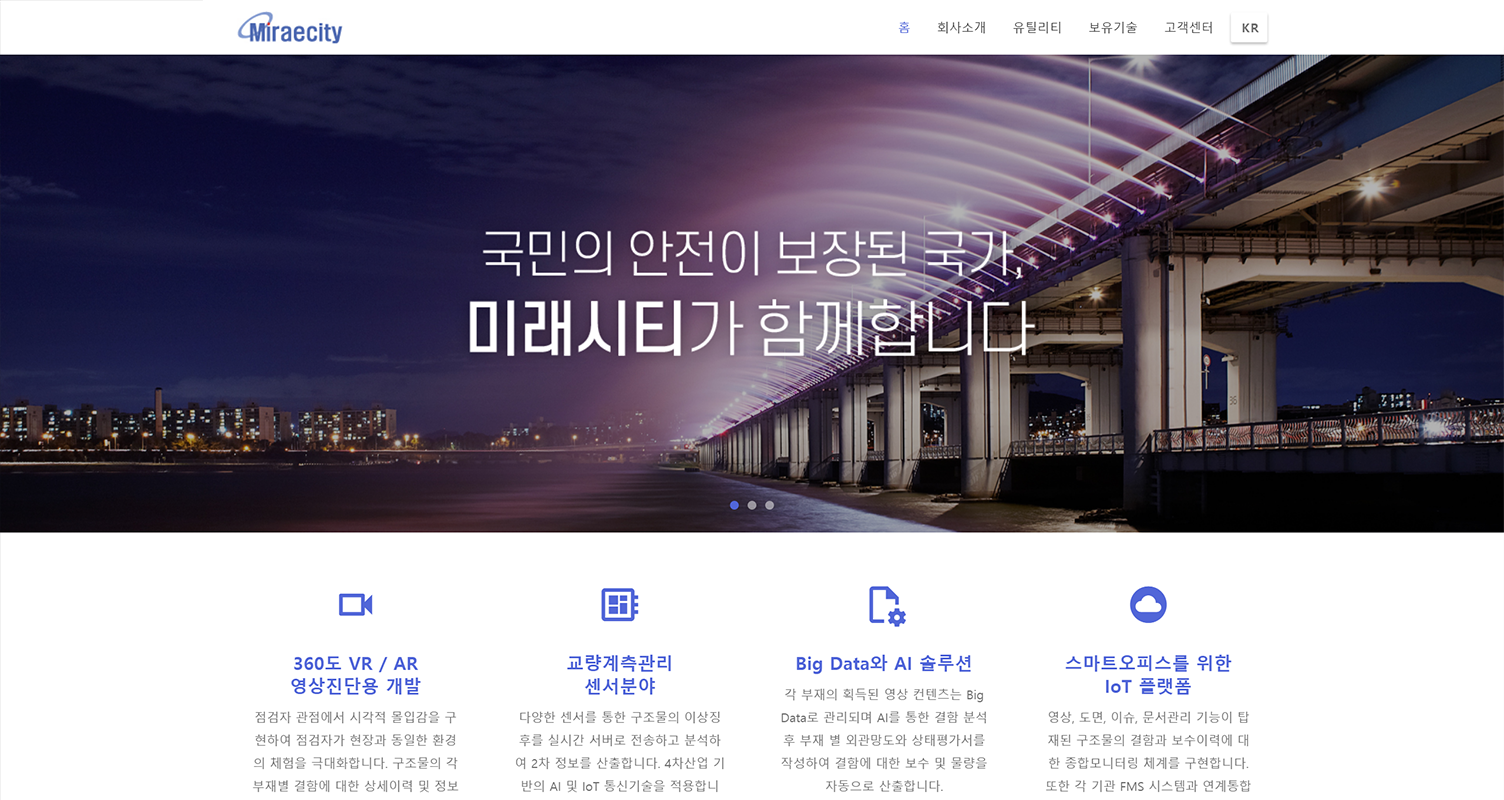 Miraecity
홈 회사소개 유틸리티 보유기술 고객센터 KR
국민의 안전이 보장된 국가,
미래시티가 함께합니다
360도 VR / AR
영상진단용 개발
점검자 관점에서 시각적 몰입감을 구
현하여 점검자가 현장과 동일한 환경
의 체험을 극대화합니다. 구조물의 각
부재별 결함에 대한 상세이력 및 정보
교량계측관리
센서분야
다양한 센서를 통한 구조물의 이상징
후를 실시간 서버로 전송하고 분석하
여 2차 정보를 산출합니다. 4차산업 기
반의 AI 및 IoT 통신기술을 적용합니
Big Data와 AI 솔루션
각 부재의 획득된 영상 컨텐츠는 Big
Data로 관리되며 AI를 통한 결함 분석
후 부재 별 외관망도와 상태평가서를
작성하여 결함에 대한 보수 및 물량을
자동으로 산출합니다.
스마트오피스를 위한
IoT 플랫폼
영상, 도면, 이슈, 문서관리 기능이 탑
재된 구조물의 결함과 보수이력에 대
한 종합모니터링 체계를 구현합니다.
또한 각 기관 FMS 시스템과 연계통합